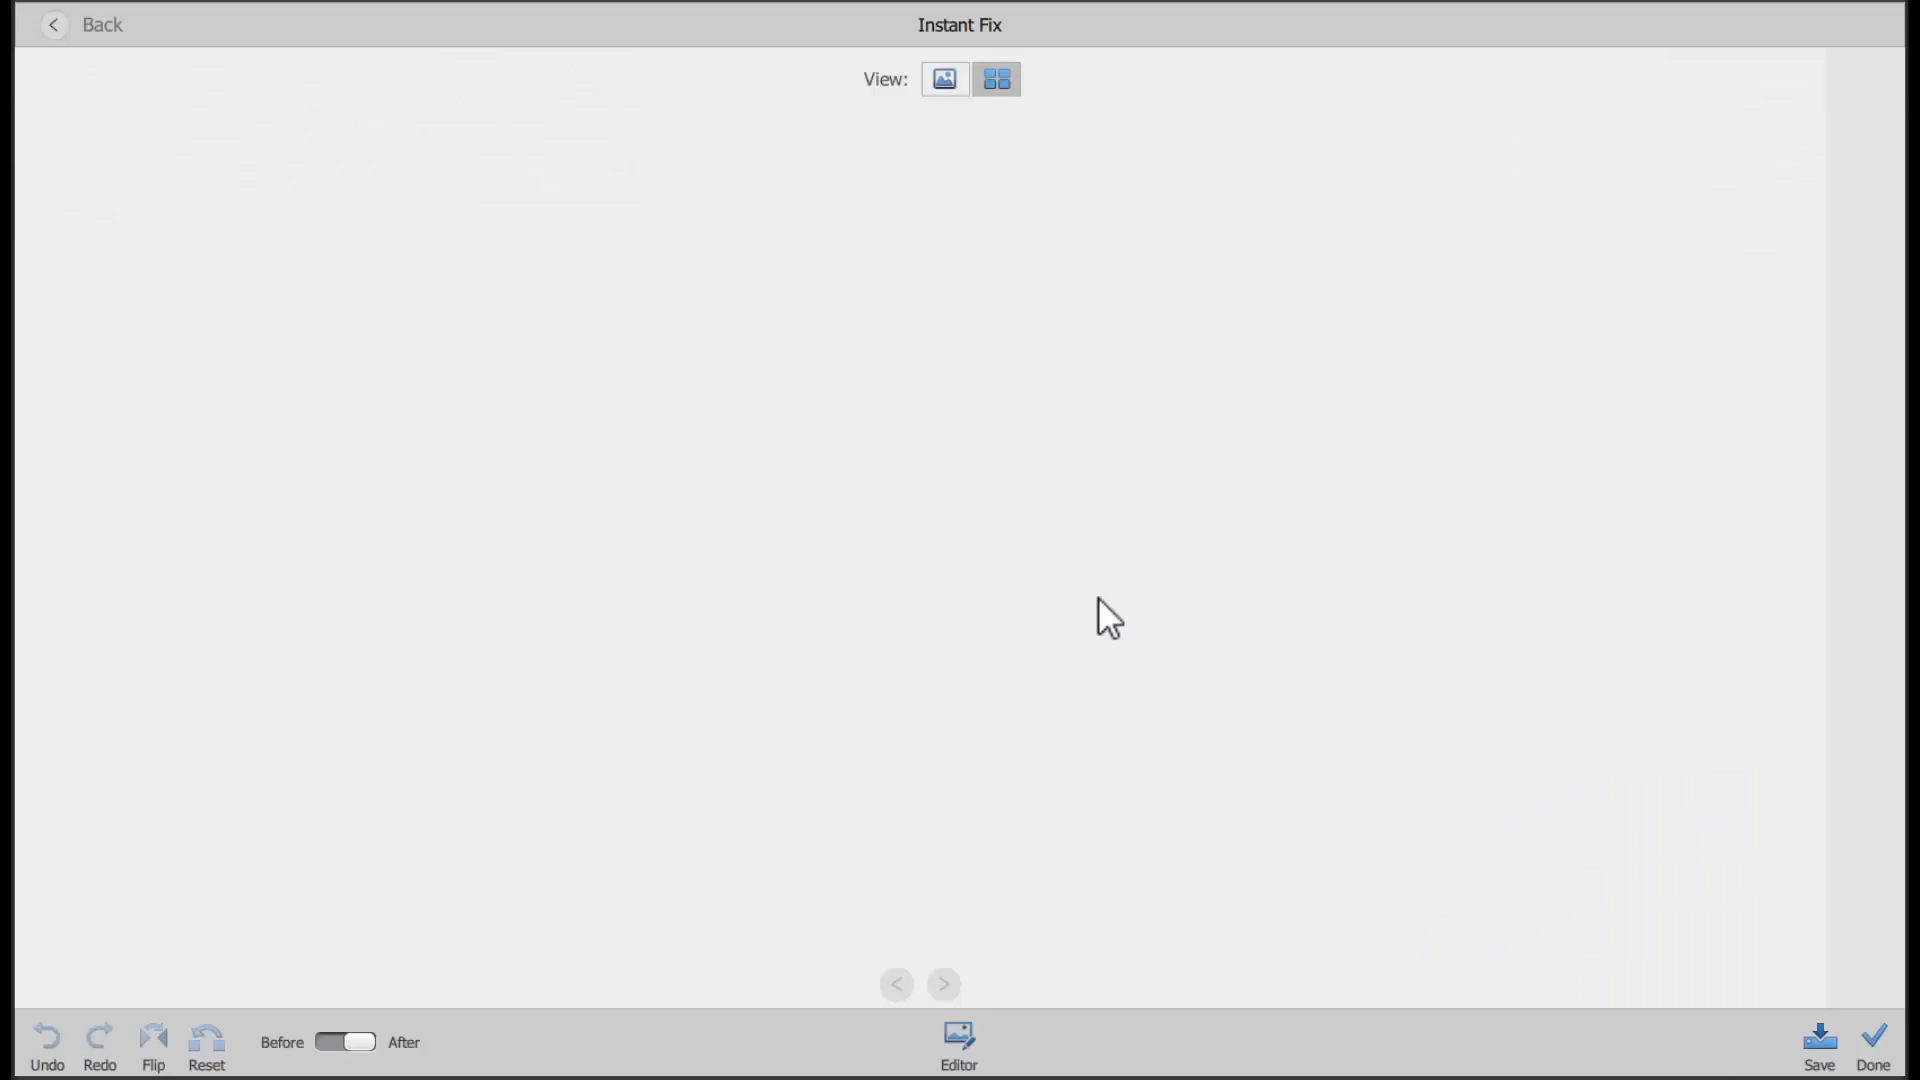 Back
Instant Fix
View:
Undo
Redo
Flip
Reset
Before
After
Editor
Save
Done